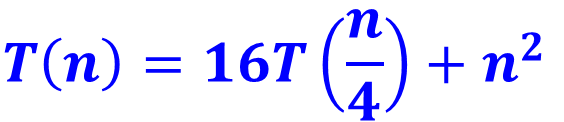 T(n) = 16T(n/4) + n²